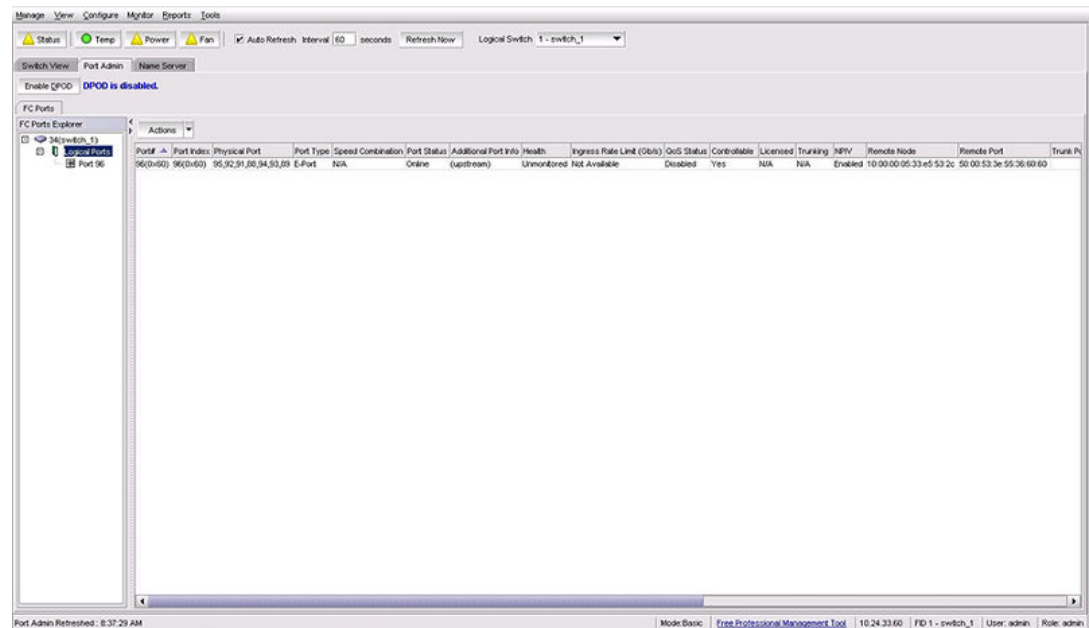 Manage View Configure Monitor Reports Tools
Status Temp Power Fan Auto Refresh Interval 60 seconds Refresh Now Logical Switch 1 - switch_1
Switch View Port Admin Name Server
Enable DPOD DPOD is disabled.
FC Ports
FC Ports Explorer
34(switch_1)
Logical Ports
Port 96
Actions
Port# Port Index Physical Port Port Type Speed Combination Port Status Additional Port Info Health Ingress Rate Limit (Gb/s) QoS Status Controllable Licensed Trunking NPIV Remote Node Remote Port Trunk Po
96(0x60) 96(0x60) 95,92,91,88,94,93,89 E-Port N/A Online (upstream) Unmonitored Not Available Disabled Yes N/A N/A Enabled 10:00:00:05:33:e5:53:2c 50:00:53:3e:55:36:60:60
Port Admin Refreshed : 8:37:29 AM Mode:Basic Free Professional Management Tool 10.24.33.60 FID 1 - switch_1 User: admin Role: admin